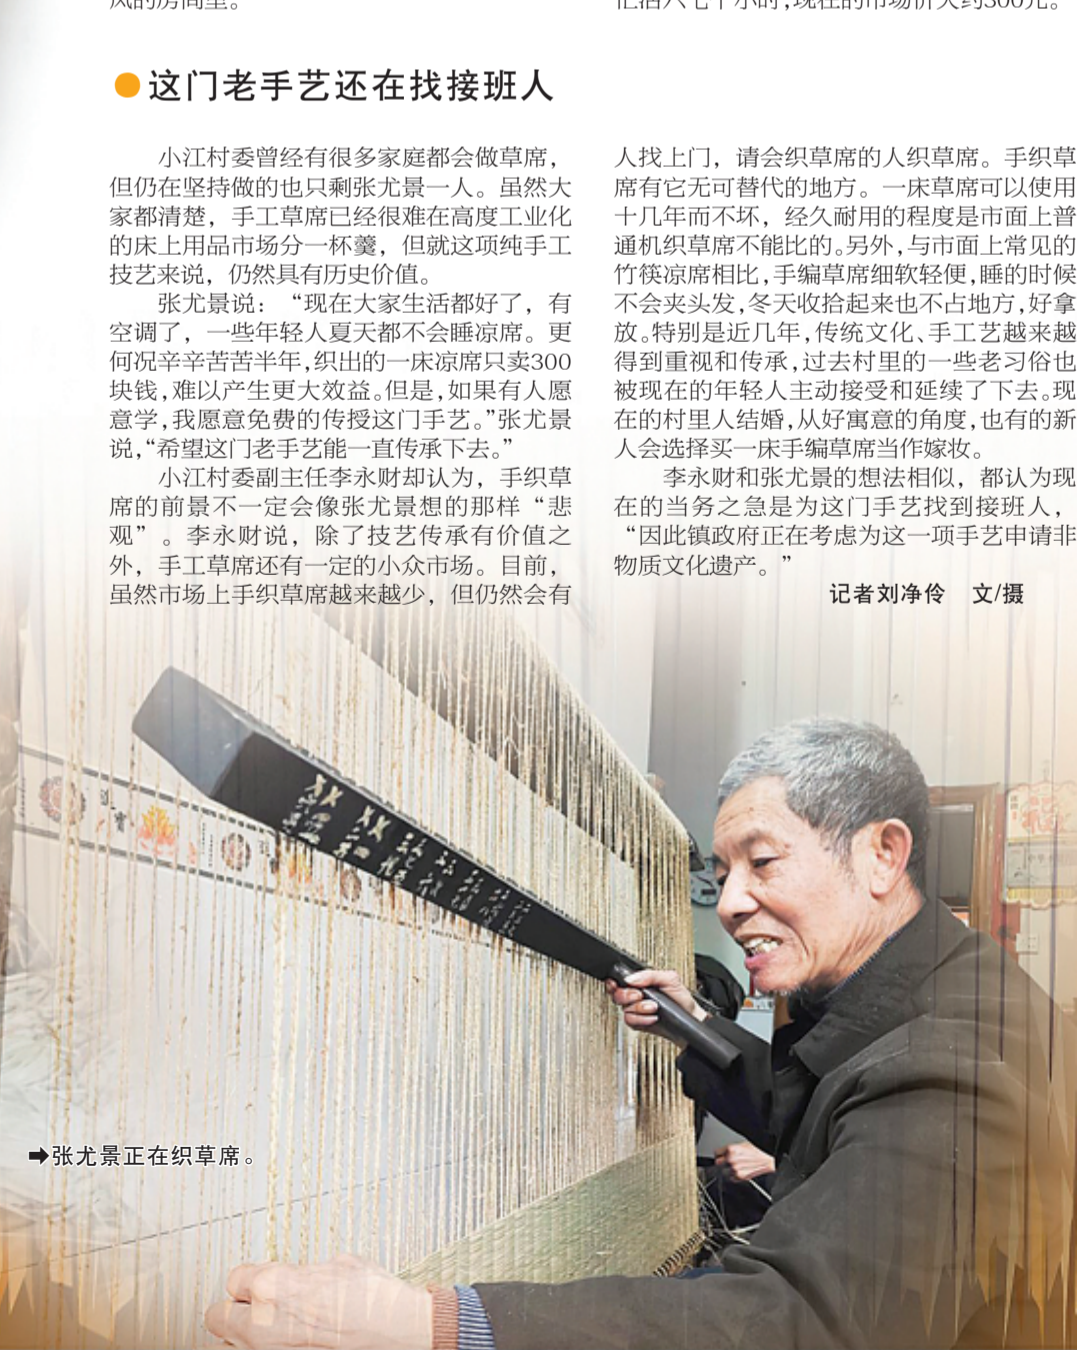 风的房间里。
●这门老手艺还在找接班人
小江村委曾经有很多家庭都会做草席，
但仍在坚持做的也只剩张尤景一人。虽然大
家都清楚，手工草席已经很难在高度工业化
的床上用品市场分一杯羹，但就这项纯手工
技艺来说，仍然具有历史价值。
张尤景说：“现在大家生活都好了，有
空调了，一些年轻人夏天都不会睡凉席。更
何况辛辛苦苦半年，织出的一床凉席只卖300
块钱，难以产生更大效益。但是，如果有人愿
意学，我愿意免费的传授这门手艺。”张尤景
说，“希望这门老手艺能一直传承下去。”
小江村委副主任李永财却认为，手织草
席的前景不一定会像张尤景想的那样“悲
观”。李永财说，除了技艺传承有价值之
外，手工草席还有一定的小众市场。目前，
虽然市场上手织草席越来越少，但仍然会有
忙活六七个小时，现在的市场价大约300元。
人找上门，请会织草席的人织草席。手织草
席有它无可替代的地方。一床草席可以使用
十几年而不坏，经久耐用的程度是市面上普
通机织草席不能比的。另外，与市面上常见的
竹筷凉席相比，手编草席细软轻便，睡的时候
不会夹头发，冬天收拾起来也不占地方，好拿
放。特别是近几年，传统文化、手工艺越来越
得到重视和传承，过去村里的一些老习俗也
被现在的年轻人主动接受和延续了下去。现
在的村里人结婚，从好寓意的角度，也有的新
人会选择买一床手编草席当作嫁妆。
李永财和张尤景的想法相似，都认为现
在的当务之急是为这门手艺找到接班人，
“因此镇政府正在考虑为这一项手艺申请非
物质文化遗产。”
记者刘净伶 文/摄
➡张尤景正在织草席。